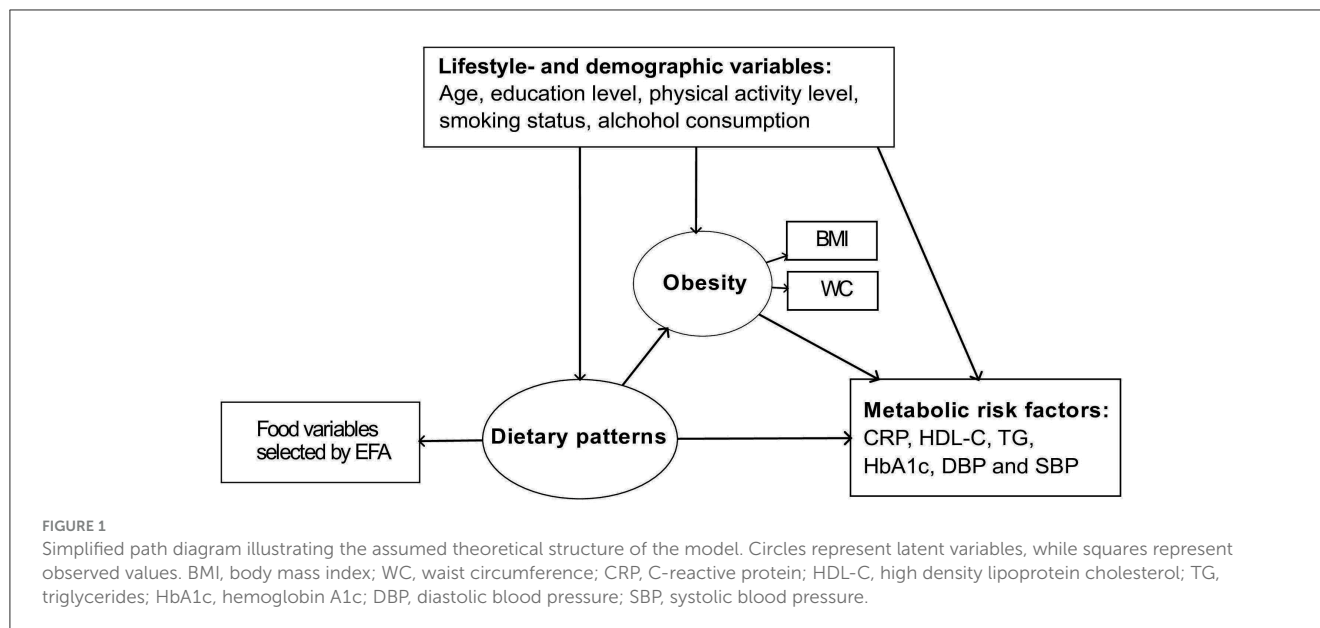 Lifestyle- and demographic variables:
Age, education level, physical activity level,
smoking status, alchohol consumption
BMI
Obesity
WC
Food variables
selected by EFA
Dietary patterns
Metabolic risk factors:
CRP, HDL-C, TG,
HbA1c, DBP and SBP
FIGURE 1
Simplified path diagram illustrating the assumed theoretical structure of the model. Circles represent latent variables, while squares represent
observed values. BMI, body mass index; WC, waist circumference; CRP, C-reactive protein; HDL-C, high density lipoprotein cholesterol; TG,
triglycerides; HbA1c, hemoglobin A1c; DBP, diastolic blood pressure; SBP, systolic blood pressure.